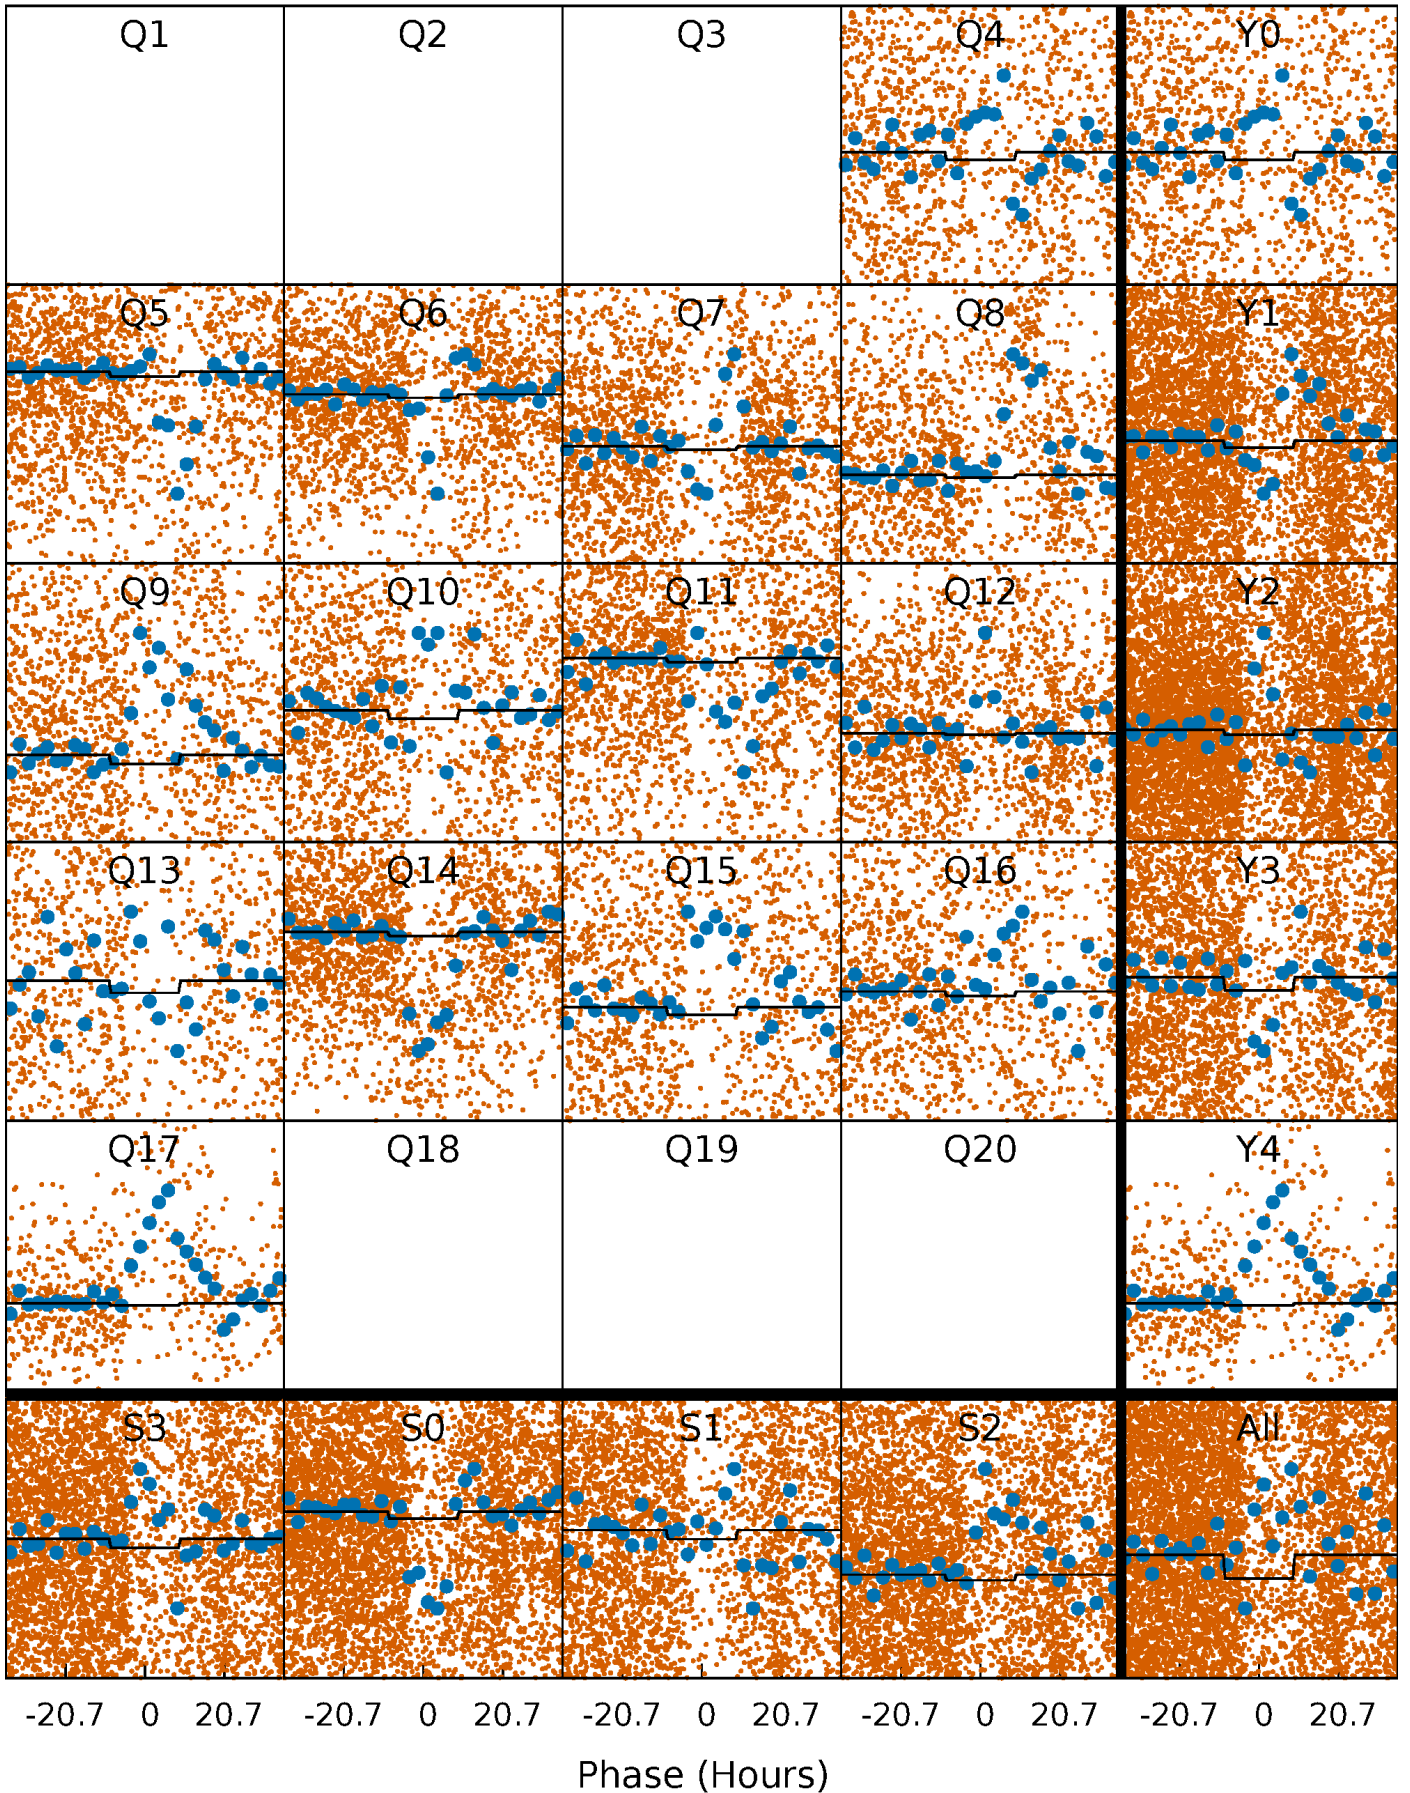 Q1 Q2 Q3 Q4 Y0
Q5 Q6 Q7 Q8 Y1
Q9 Q10 Q11 Q12 Y2
Q13 Q14 Q15 Q16 Y3
Q17 Q18 Q19 Q20 Y4
S3 S0 S1 S2 All
-20.7 0 20.7 -20.7 0 20.7 -20.7 0 20.7 -20.7 0 20.7 -20.7 0 20.7
Phase (Hours)